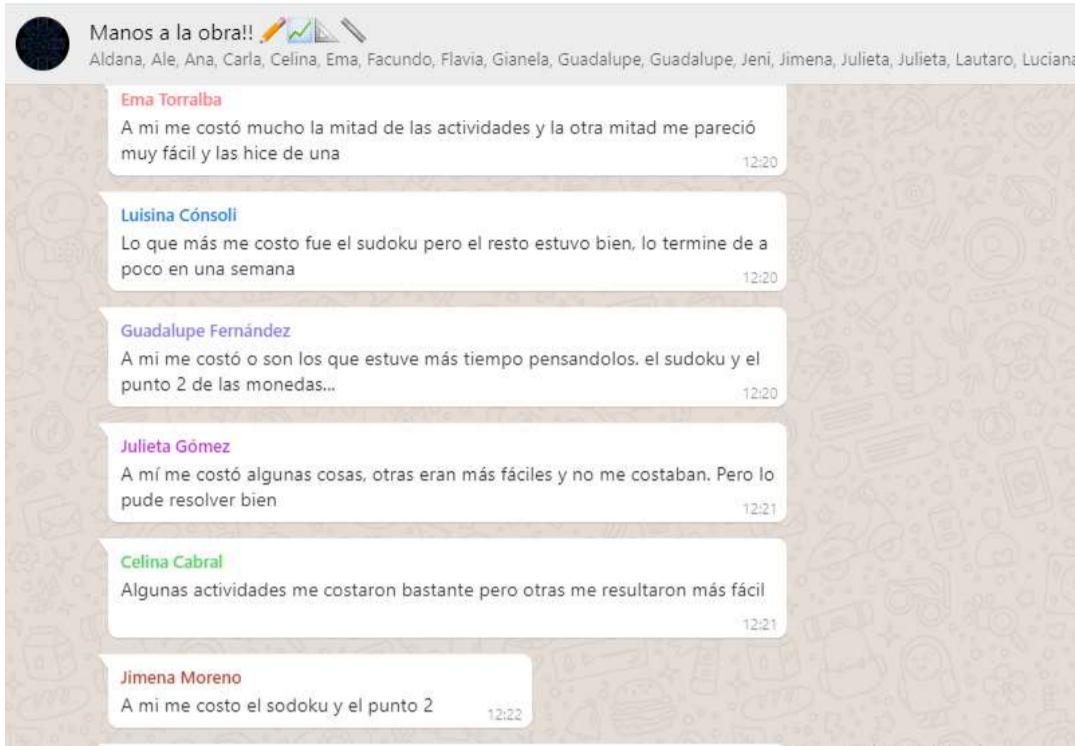 Manos a la obra!! ✏️📈📐📏
Aldana, Ale, Ana, Carla, Celina, Ema, Facundo, Flavia, Gianela, Guadalupe, Guadalupe, Jeni, Jimena, Julieta, Julieta, Lautaro, Luciana
Ema Torralba
A mi me costó mucho la mitad de las actividades y la otra mitad me pareció
muy fácil y las hice de una
12:20
Luisina Cónsoli
Lo que más me costo fue el sudoku pero el resto estuvo bien, lo termine de a
poco en una semana
12:20
Guadalupe Fernández
A mi me costó o son los que estuve más tiempo pensandolos. el sudoku y el
punto 2 de las monedas...
12:20
Julieta Gómez
A mí me costó algunas cosas, otras eran más fáciles y no me costaban. Pero lo
pude resolver bien
12:21
Celina Cabral
Algunas actividades me costaron bastante pero otras me resultaron más fácil
12:21
Jimena Moreno
A mi me costo el sodoku y el punto 2
12:22